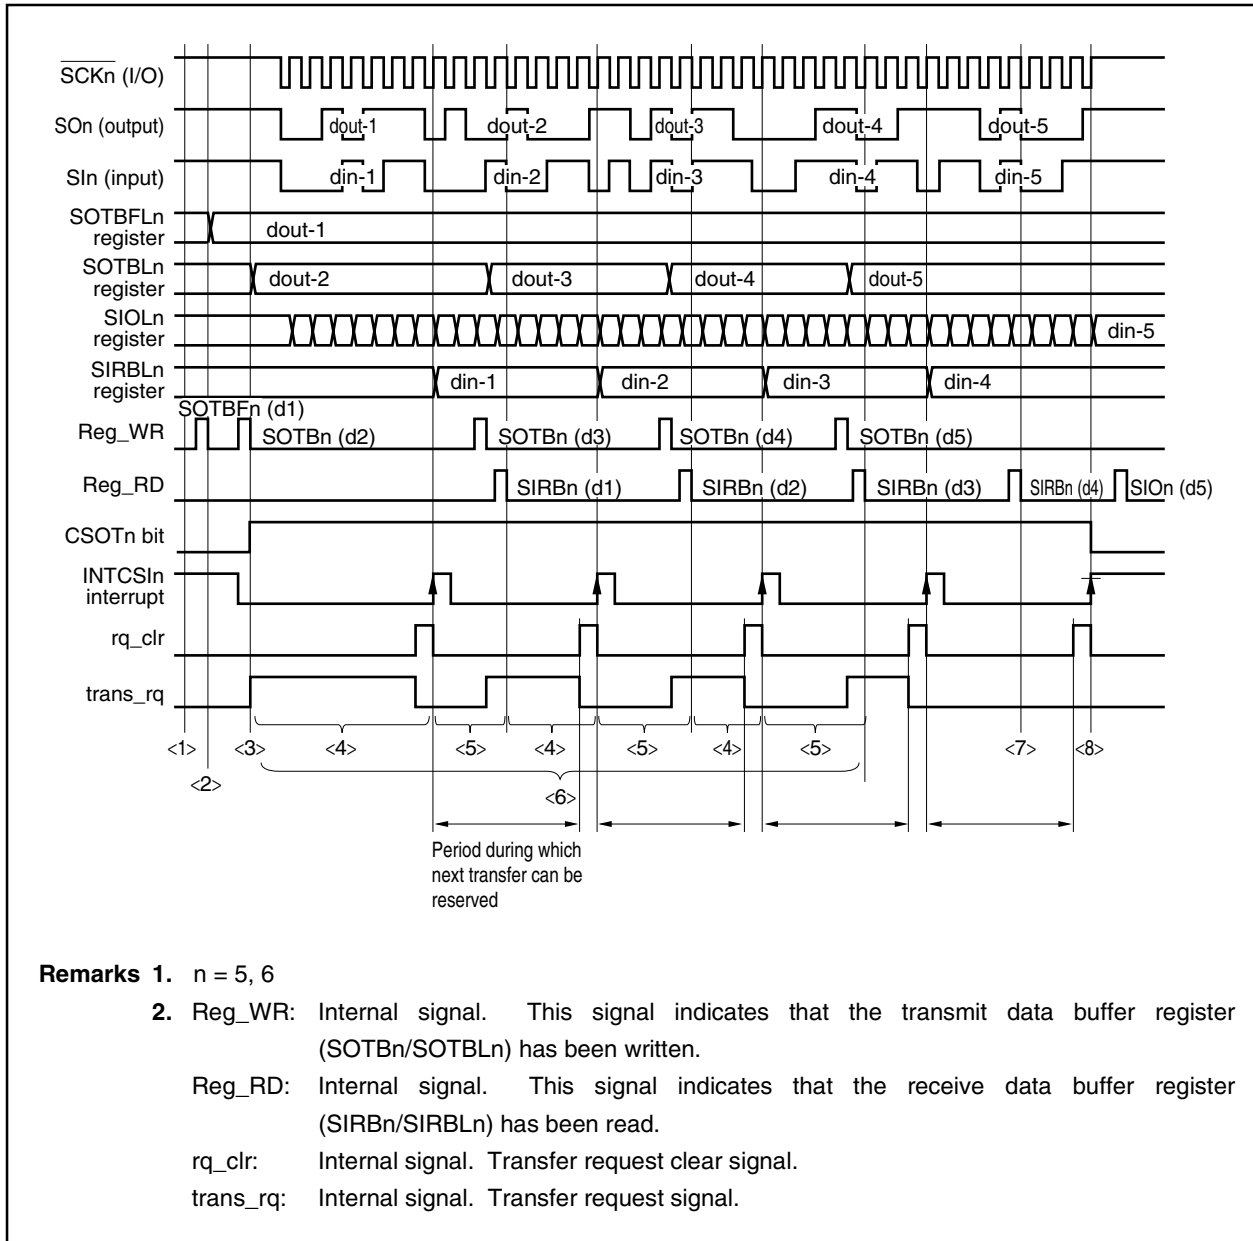 SCKn (I/O)
SOn (output) dout-1 dout-2 dout-3 dout-4 dout-5
SIn (input) din-1 din-2 din-3 din-4 din-5
SOTBFLn
register dout-1
SOTBLn
register dout-2 dout-3 dout-4 dout-5
SIOLn
register din-5
SIRBLn
register din-1 din-2 din-3 din-4
SOTBFn (d1)
Reg_WR SOTBn (d2) SOTBn (d3) SOTBn (d4) SOTBn (d5)
Reg_RD SIRBn (d1) SIRBn (d2) SIRBn (d3) SIRBn (d4) SIOn (d5)
CSOTn bit
INTCSIn
interrupt
rq_clr
trans_rq
<1> <3> <4> <5> <4> <5> <4> <5> <7> <8>
<2>
<6>
Period during which
next transfer can be
reserved
Remarks 1. n = 5, 6
2. Reg_WR: Internal signal. This signal indicates that the transmit data buffer register
(SOTBn/SOTBLn) has been written.
Reg_RD: Internal signal. This signal indicates that the receive data buffer register
(SIRBn/SIRBLn) has been read.
rq_clr: Internal signal. Transfer request clear signal.
trans_rq: Internal signal. Transfer request signal.